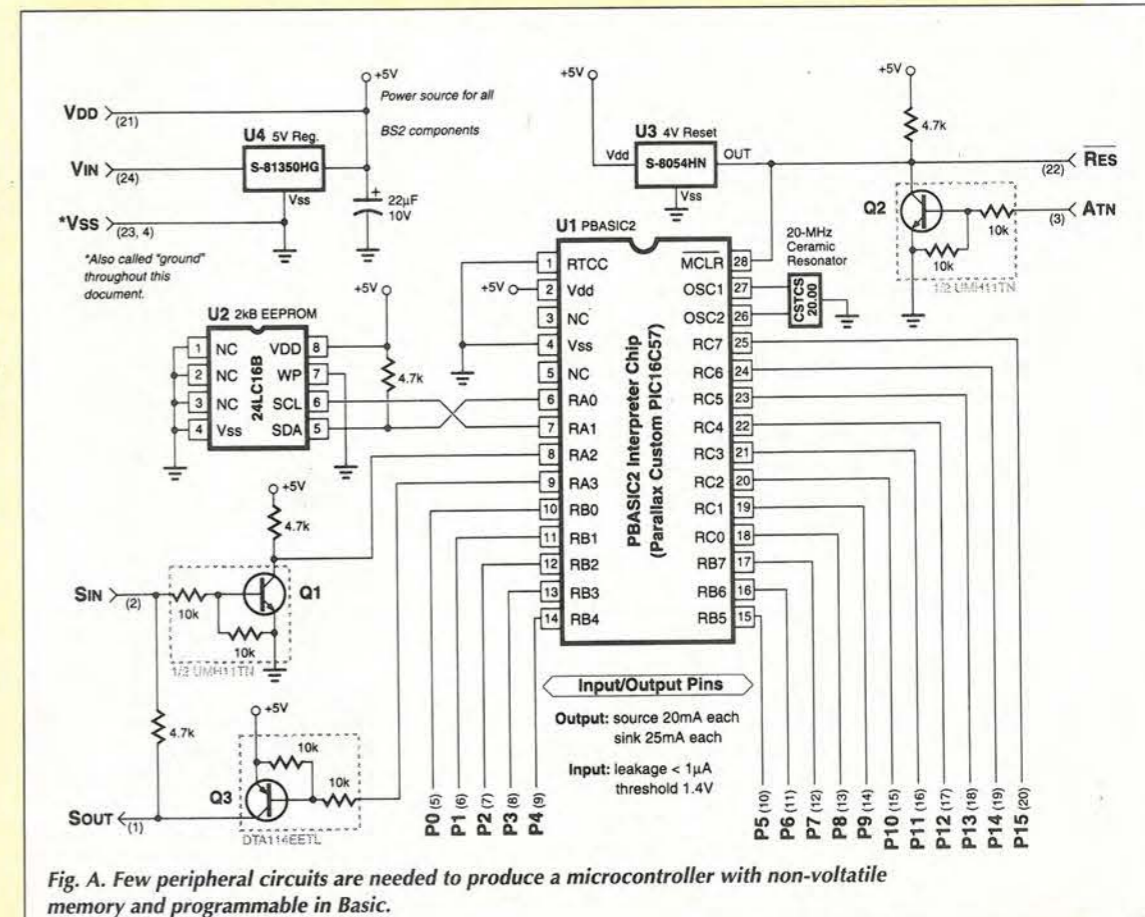 +5V
Power source for all
BS2 components
VDD
(21)
U4 5V Reg.
VIN
(24)
S-81350HG
Vss
+
22µF
10V
*VSS
(23, 4)
*Also called "ground"
throughout this
document.
+5V
U3 4V Reset
Vdd
S-8054HN
OUT
Vss
+5V
4.7k
RES
(22)
Q2
ATN
(3)
10k
10k
1/2 UMH11TN
U2 2kB EEPROM
+5V
1 NC VDD 8
2 NC WP 7
3 NC SCL 6
4 Vss SDA 5
24LC16B
4.7k
U1 PBASIC2
+5V
1 RTCC MCLR 28
2 Vdd OSC1 27
3 NC OSC2 26
4 Vss RC7 25
5 NC RC6 24
6 RA0 RC5 23
7 RA1 RC4 22
8 RA2 RC3 21
9 RA3 RC2 20
10 RB0 RC1 19
11 RB1 RC0 18
12 RB2 RB7 17
13 RB3 RB6 16
14 RB4 RB5 15
PBASIC2 Interpreter Chip
(Parallax Custom PIC16C57)
20-MHz
Ceramic
Resonator
CSTCS
20.00
+5V
4.7k
SIN
(2)
10k
Q1
10k
1/2 UMH11TN
4.7k
+5V
10k
10k
Q3
SOUT
(1)
DTA114EETL
Input/Output Pins
Output: source 20mA each
sink 25mA each
Input: leakage < 1µA
threshold 1.4V
P0 (5)
P1 (6)
P2 (7)
P3 (8)
P4 (9)
P5 (10)
P6 (11)
P7 (12)
P8 (13)
P9 (14)
P10 (15)
P11 (16)
P12 (17)
P13 (18)
P14 (19)
P15 (20)
Fig. A. Few peripheral circuits are needed to produce a microcontroller with non-voltatile
memory and programmable in Basic.